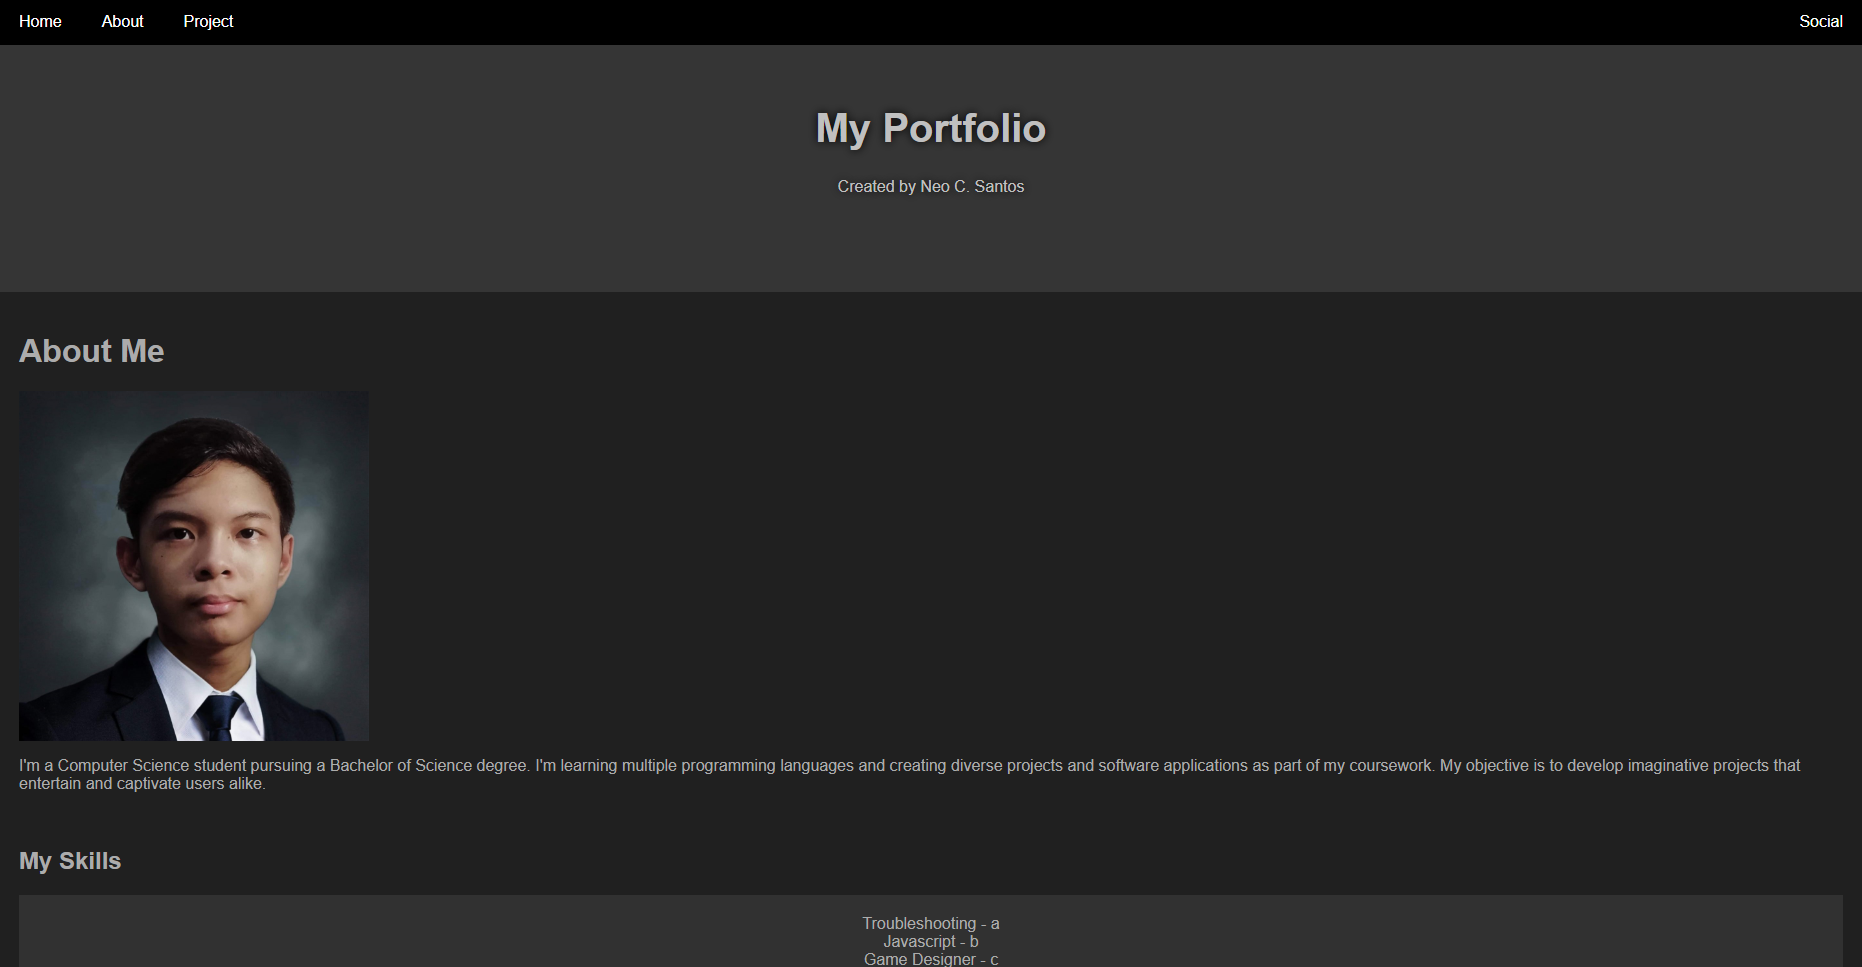 Home About Project Social
My Portfolio
Created by Neo C. Santos
About Me
I'm a Computer Science student pursuing a Bachelor of Science degree. I'm learning multiple programming languages and creating diverse projects and software applications as part of my coursework. My objective is to develop imaginative projects that
entertain and captivate users alike.
My Skills
Troubleshooting - a
Javascript - b
Game Designer - c